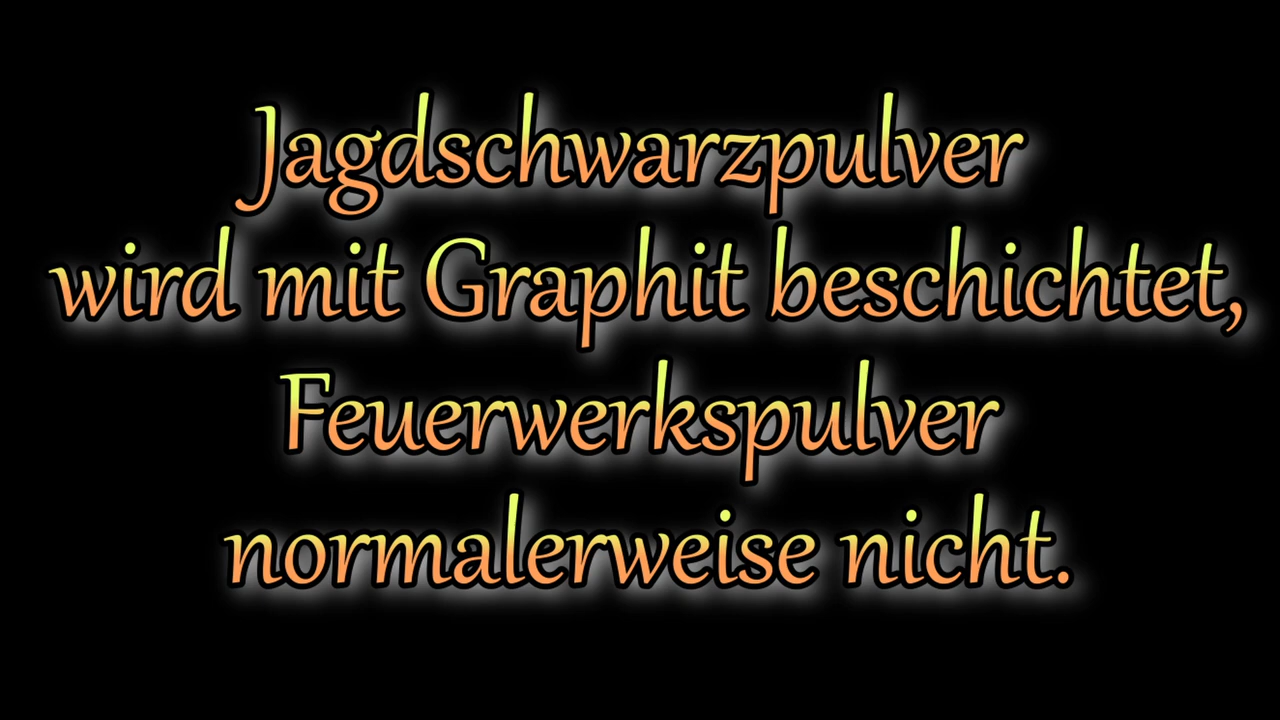 Jagdschwarzpulver
wird mit Graphit beschichtet,
Feuerwerkspulver
normalerweise nicht.